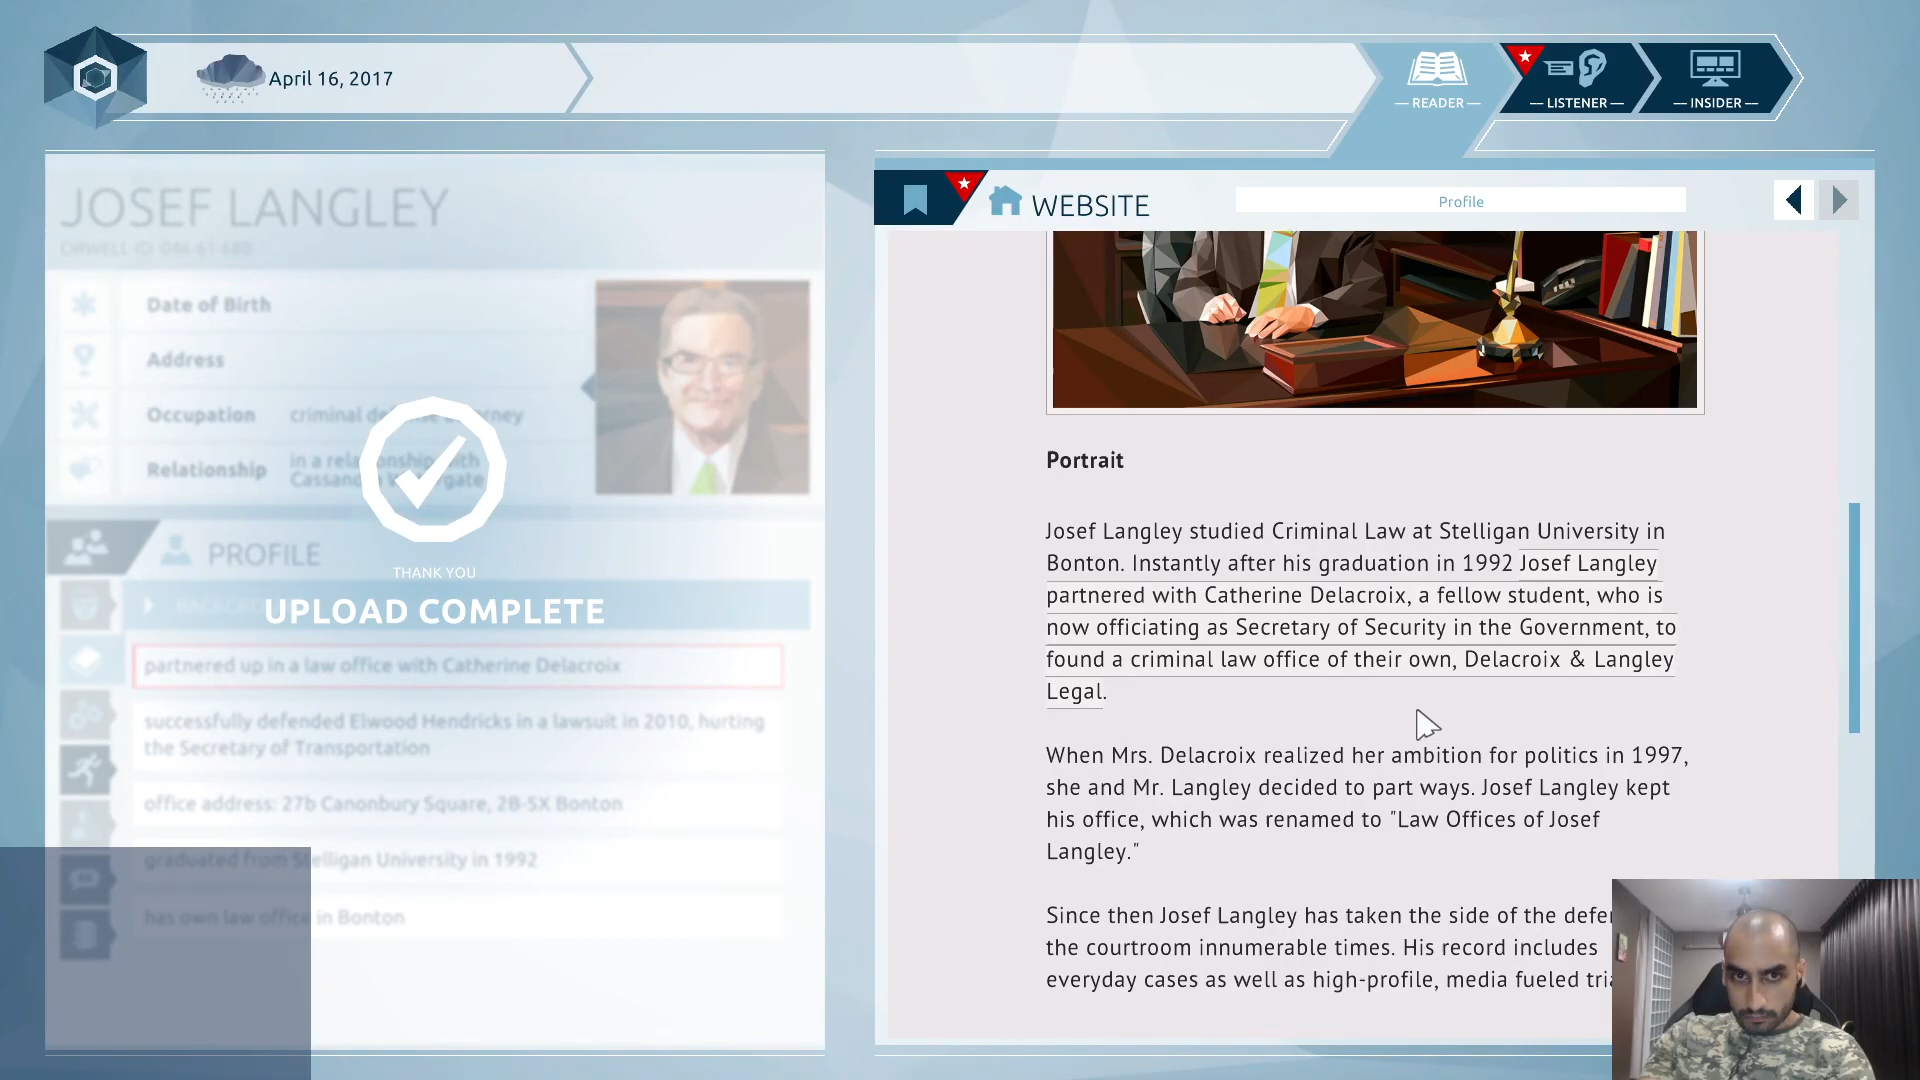 April 16, 2017
READER
LISTENER
INSIDER
JOSEF LANGLEY
ORWELL-ID 046-61-688
Date of Birth
Address
Occupation
Relationship
in a relationship with
PROFILE
THANK YOU
UPLOAD COMPLETE
partnered up in a law office with Catherine Delacroix
successfully defended Elwood Hendricks in a lawsuit in 2010, hurting
the Secretary of Transportation
office address: 27b Canonbury Square, 2B-5X Bonton
graduated from Stelligan University in 1992
has own law office in Bonton
WEBSITE
Profile
Portrait
Josef Langley studied Criminal Law at Stelligan University in
Bonton. Instantly after his graduation in 1992 Josef Langley
partnered with Catherine Delacroix, a fellow student, who is
now officiating as Secretary of Security in the Government, to
found a criminal law office of their own, Delacroix & Langley
Legal.
When Mrs. Delacroix realized her ambition for politics in 1997,
she and Mr. Langley decided to part ways. Josef Langley kept
his office, which was renamed to "Law Offices of Josef
Langley."
Since then Josef Langley has taken the side of the
the courtroom innumerable times. His record includes
everyday cases as well as high-profile, media fueled